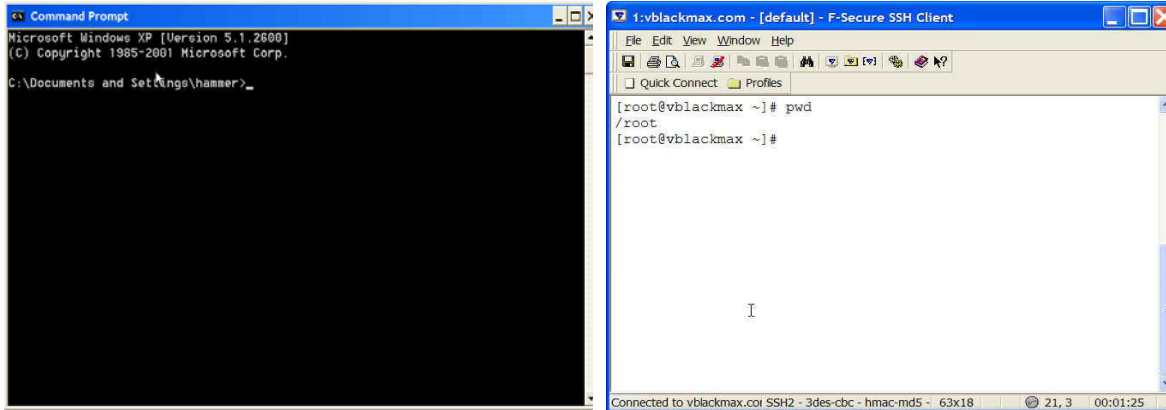 Command Prompt
Microsoft Windows XP [Version 5.1.2600]
(C) Copyright 1985-2001 Microsoft Corp.
C:\Documents and Settings\hammer>_
1:vblackmax.com - [default] - F-Secure SSH Client
File Edit View Window Help
Quick Connect Profiles
[root@vblackmax ~]# pwd
/root
[root@vblackmax ~]#
Connected to vblackmax.cor SSH2 - 3des-cbc - hmac-md5 - 63x18 21, 3 00:01:25